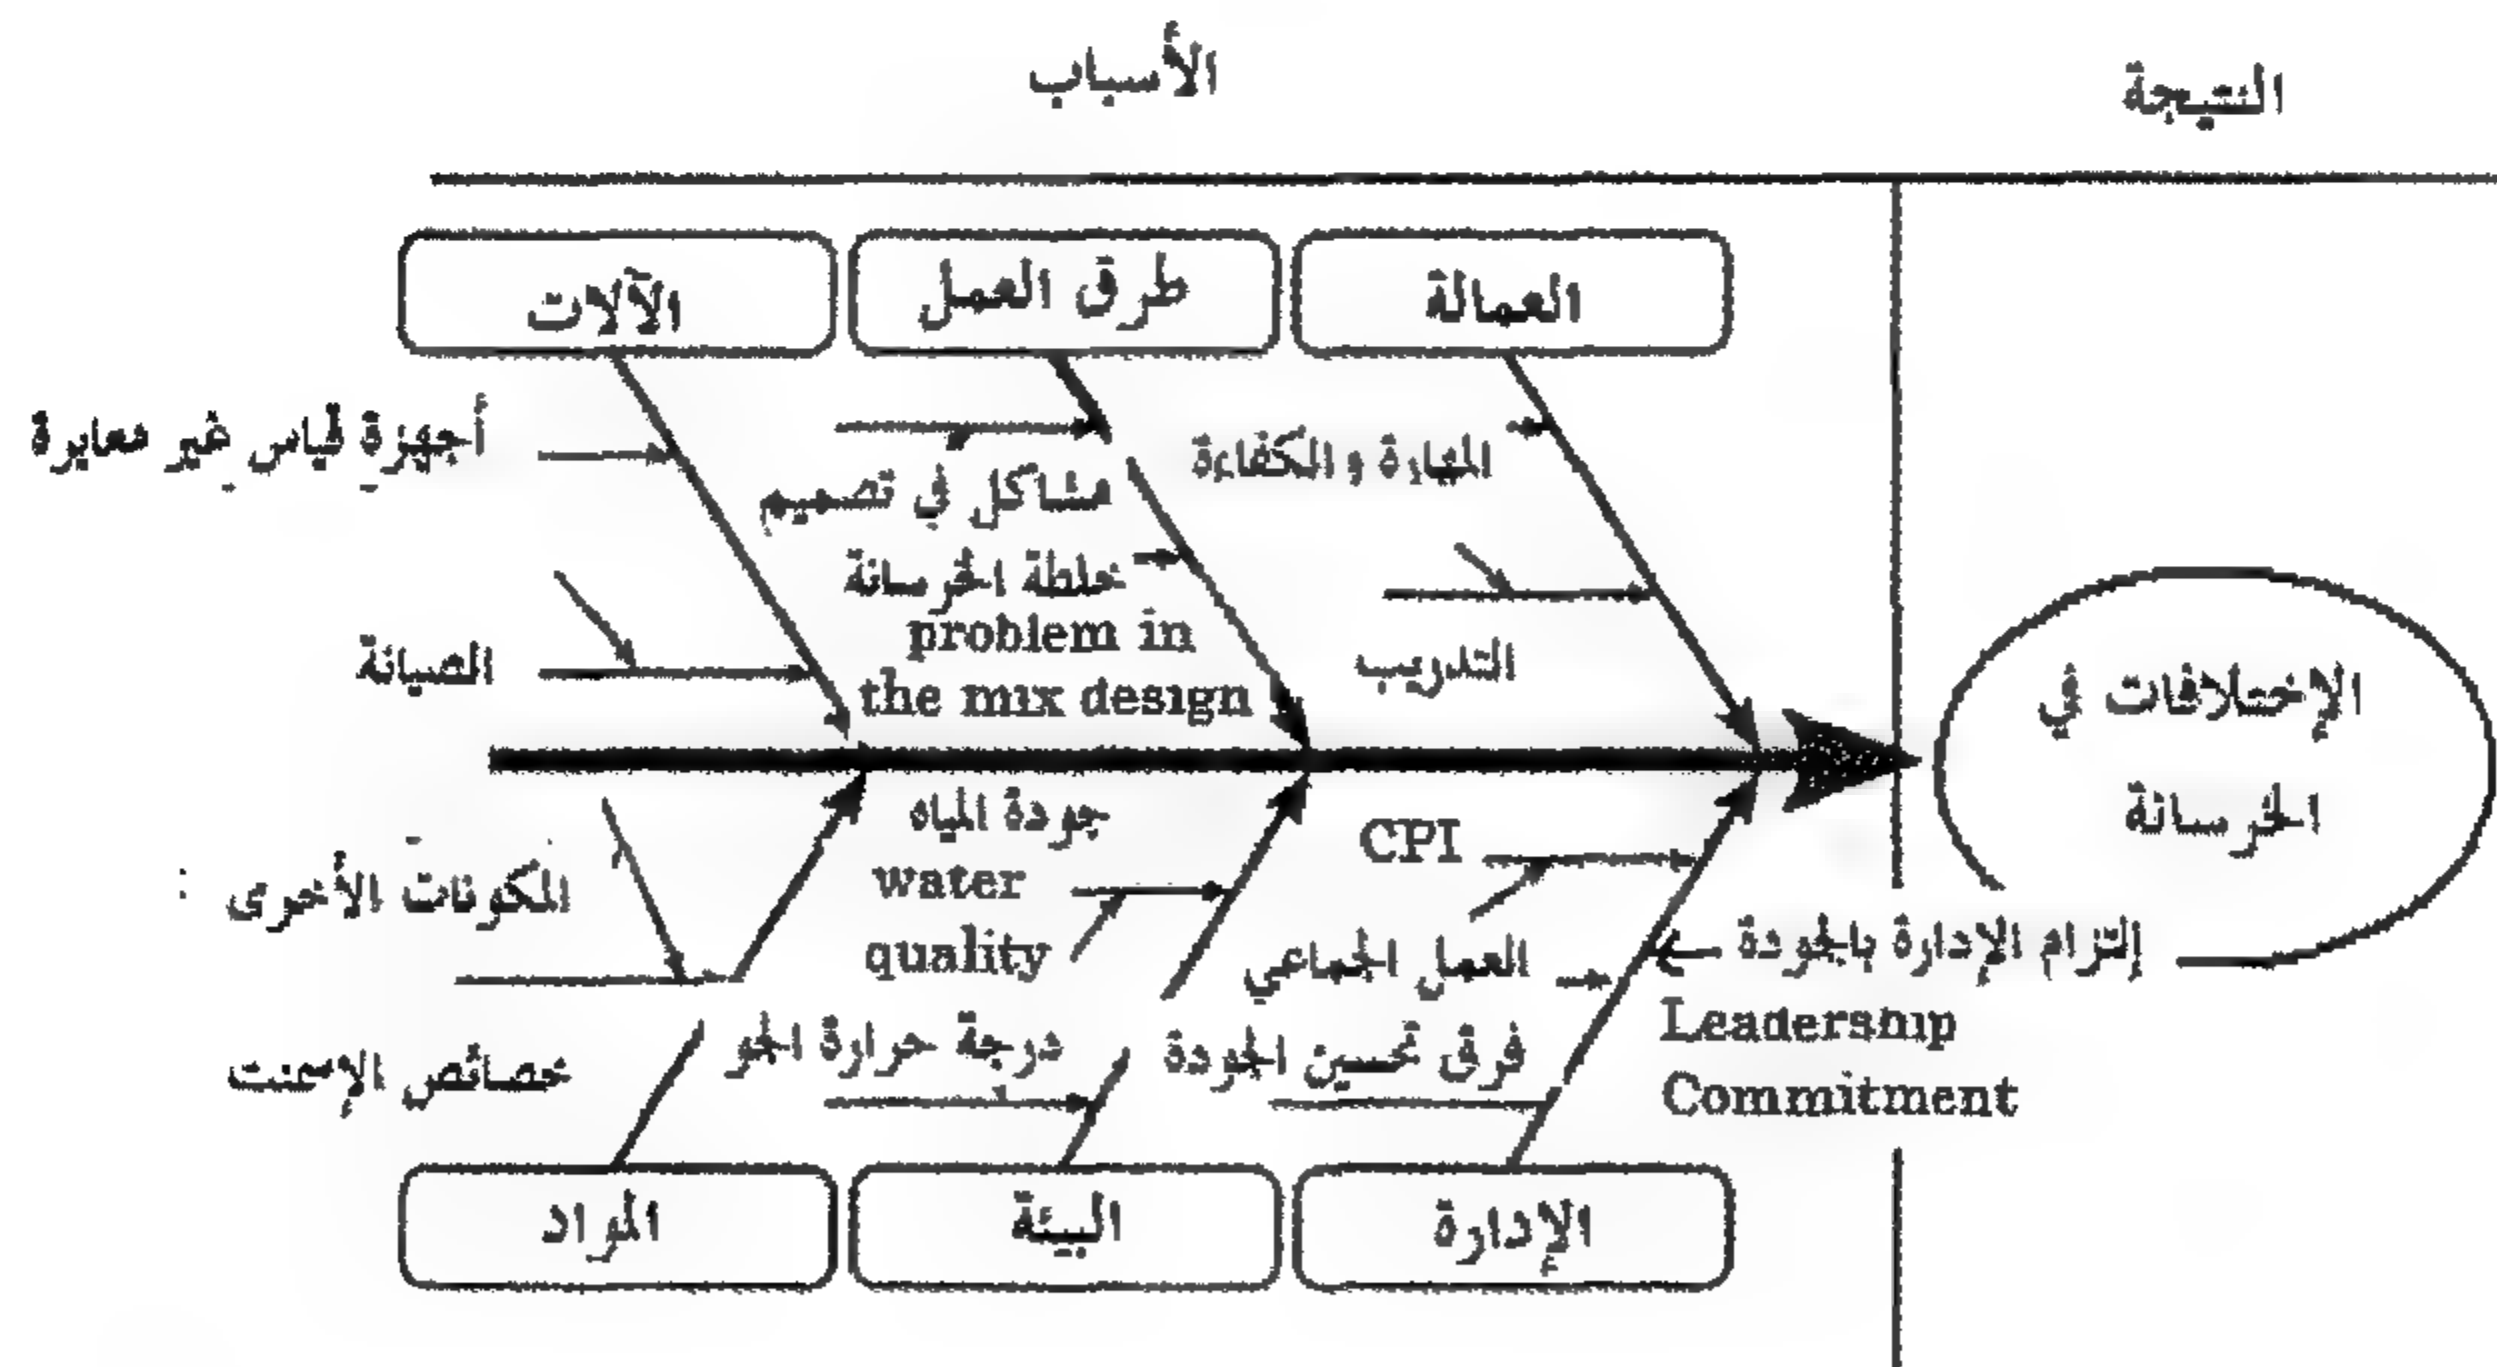 النتيجة
الأسباب
العمالة
طرق العمل
الآلات
المهارة و الكفاءة
التدريب
مشاكل في تصميم
خلطة الخرسانة
problem in
the mix design
أجهزة قياس غير معايرة
الصيانة
الإختلافات في
الخرسانة
CPI
إلتزام الإدارة بالجودة
Leadership
Commitment
العمل الجماعي
فرق تحسين الجودة
جودة المياه
water
quality
درجة حرارة الجو
المكونات الأخرى :
خصائص الإسمنت
الإدارة
البيئة
المواد